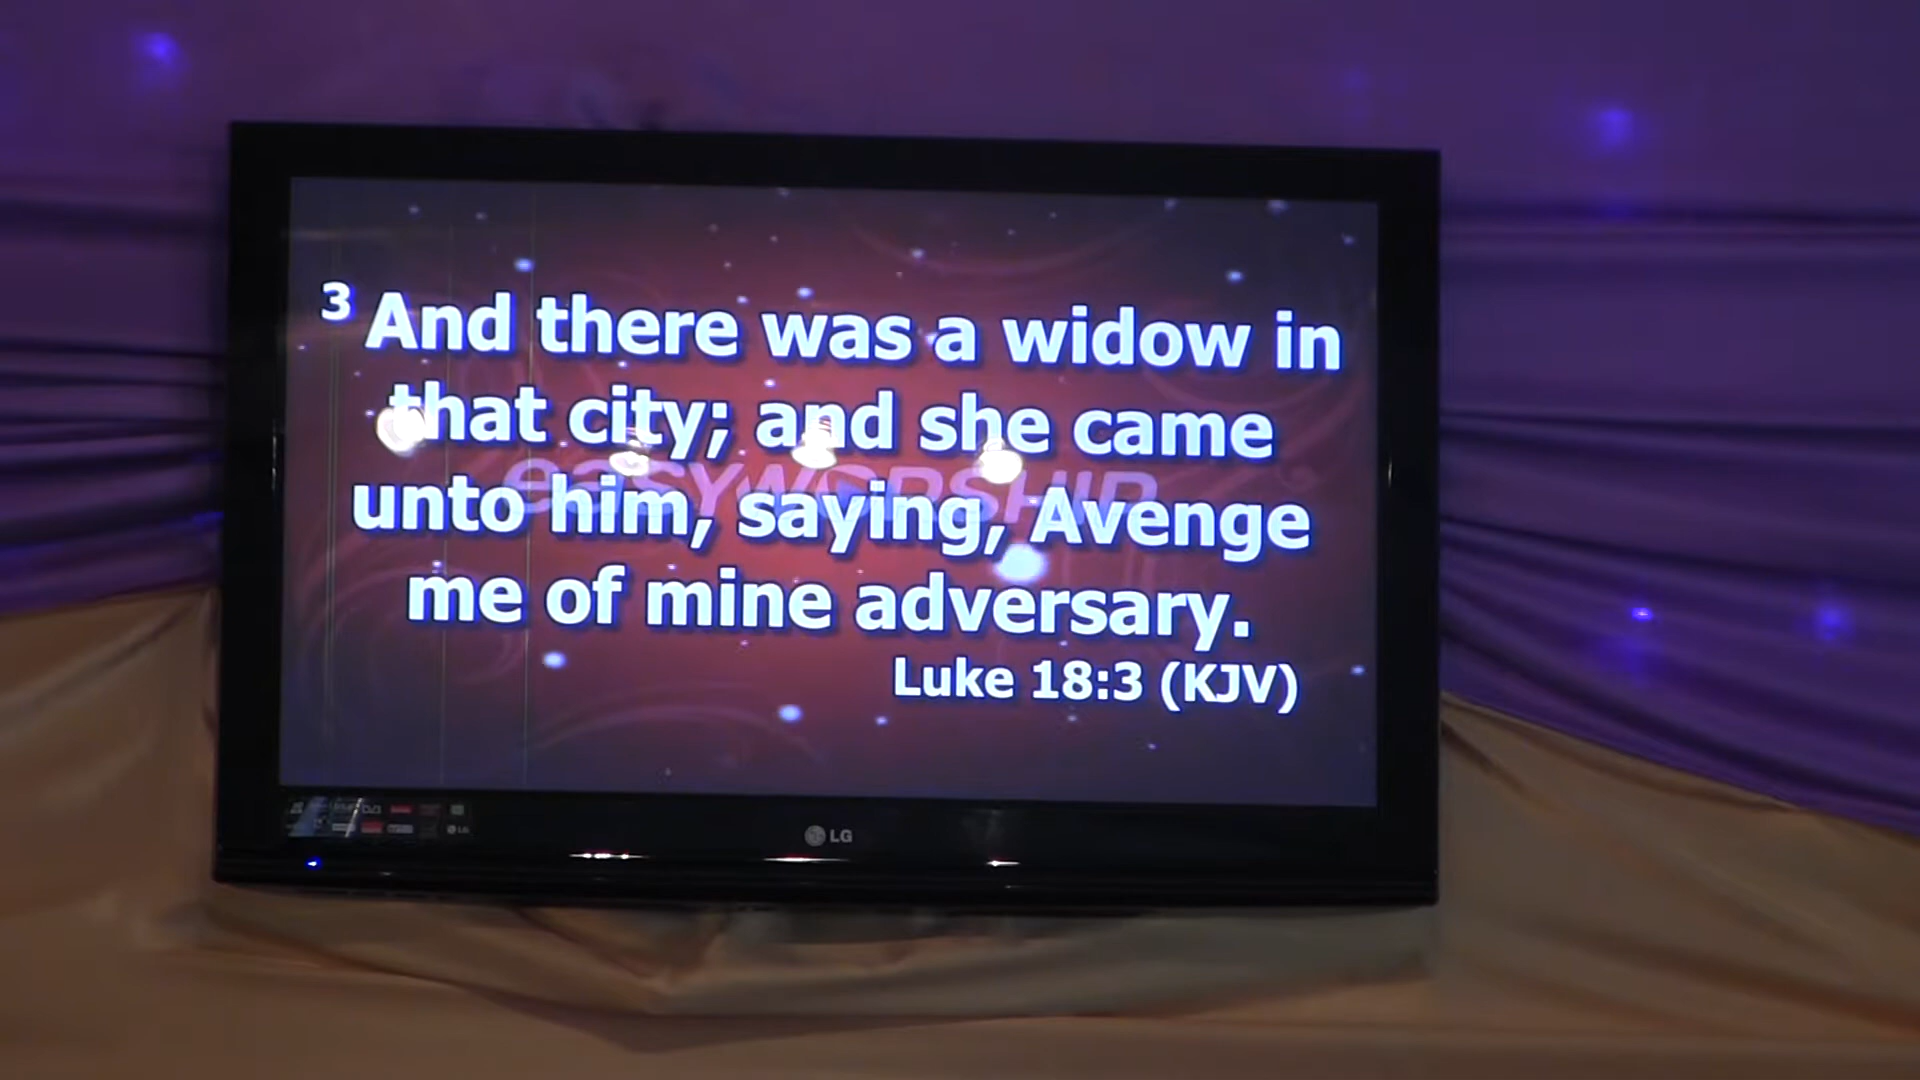 3 And there was a widow in
that city; and she came
easyworship
unto him, saying, Avenge
me of mine adversary.
Luke 18:3 (KJV)
LG